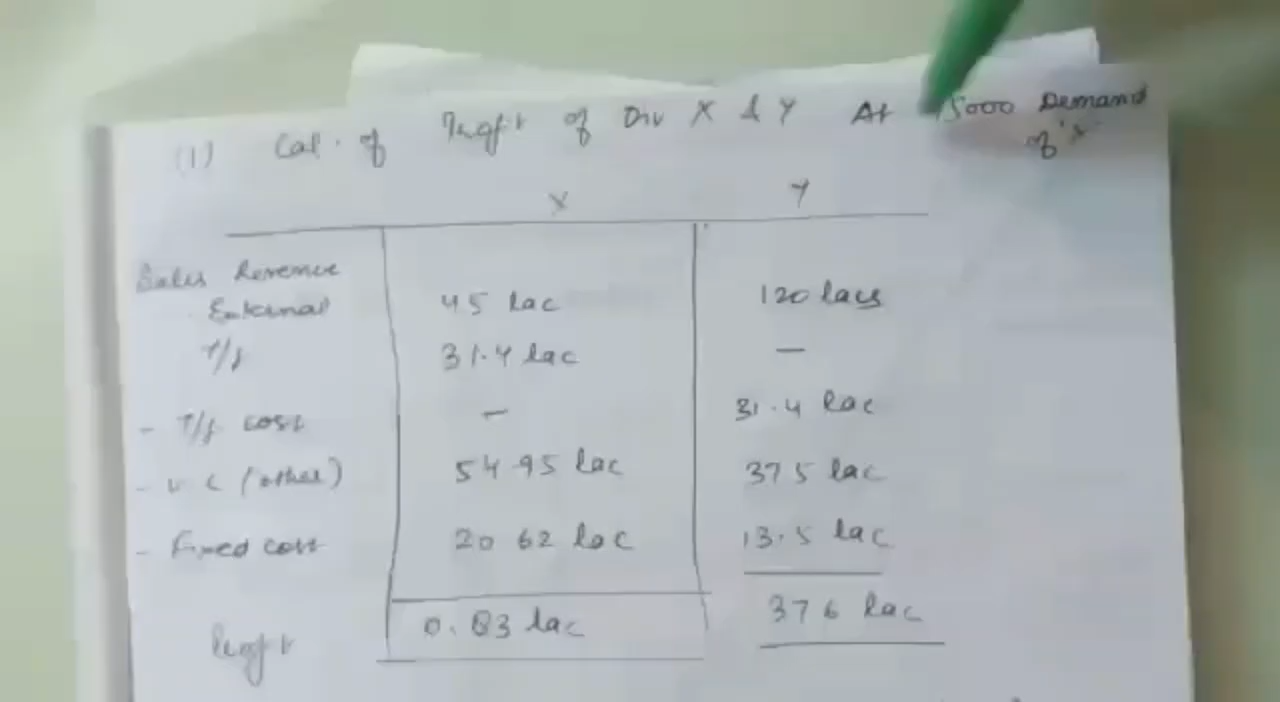 (1) Cal. of Profit of Div X & Y At 15000 Demand of 'X'
X Y
Sales Revenue
External 45 lac 120 lacs
T/f 31.4 lac —
- T/f cost — 31.4 lac
- V C (other) 54.95 lac 37.5 lac
- Fixed cost 20.62 lac 13.5 lac
Profit 0.83 lac 37.6 lac